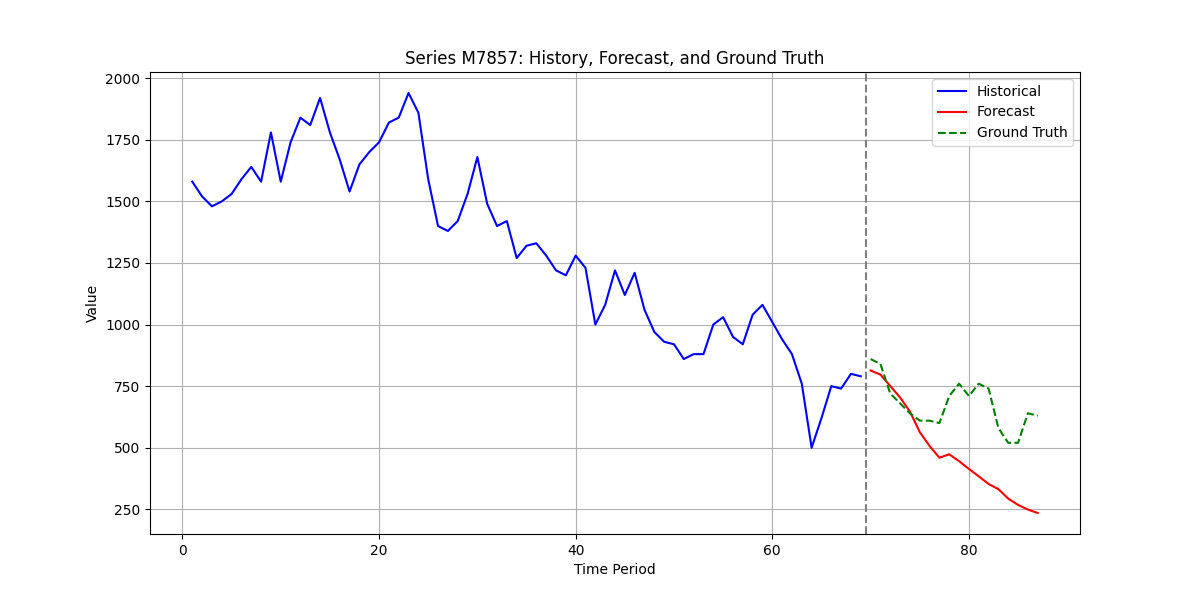 Series M7857: History, Forecast, and Ground Truth
Historical
Forecast
Ground Truth
Value
2000
1750
1500
1250
1000
750
500
250
0 20 40 60 80
Time Period